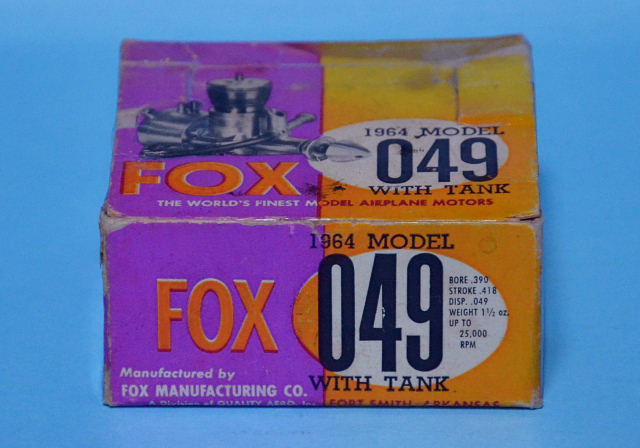 1964 MODEL
049
FOX
WITH TANK
THE WORLD'S FINEST MODEL AIRPLANE MOTORS
1964 MODEL
049
FOX
BORE .390
STROKE .418
DISP. .049
WEIGHT 1½ oz.
UP TO
25,000
RPM
WITH TANK
Manufactured by
FOX MANUFACTURING CO.
A Division of QUALITY AERO, Inc. FORT SMITH, ARKANSAS